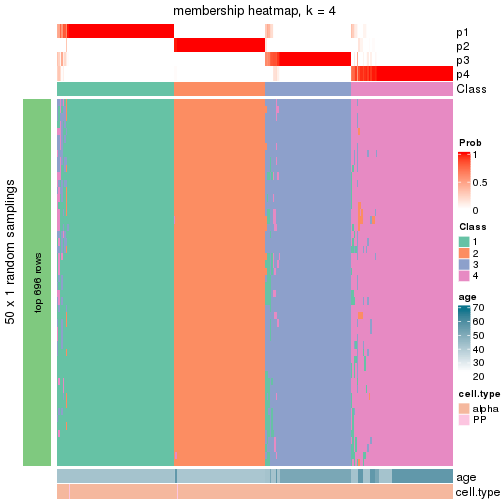 membership heatmap, k = 4
p1
p2
p3
p4
Class
50 x 1 random samplings
top 696 rows
Prob
1
0.5
0
Class
1
2
3
4
age
70
60
50
40
30
20
cell.type
alpha
PP
age
cell.type